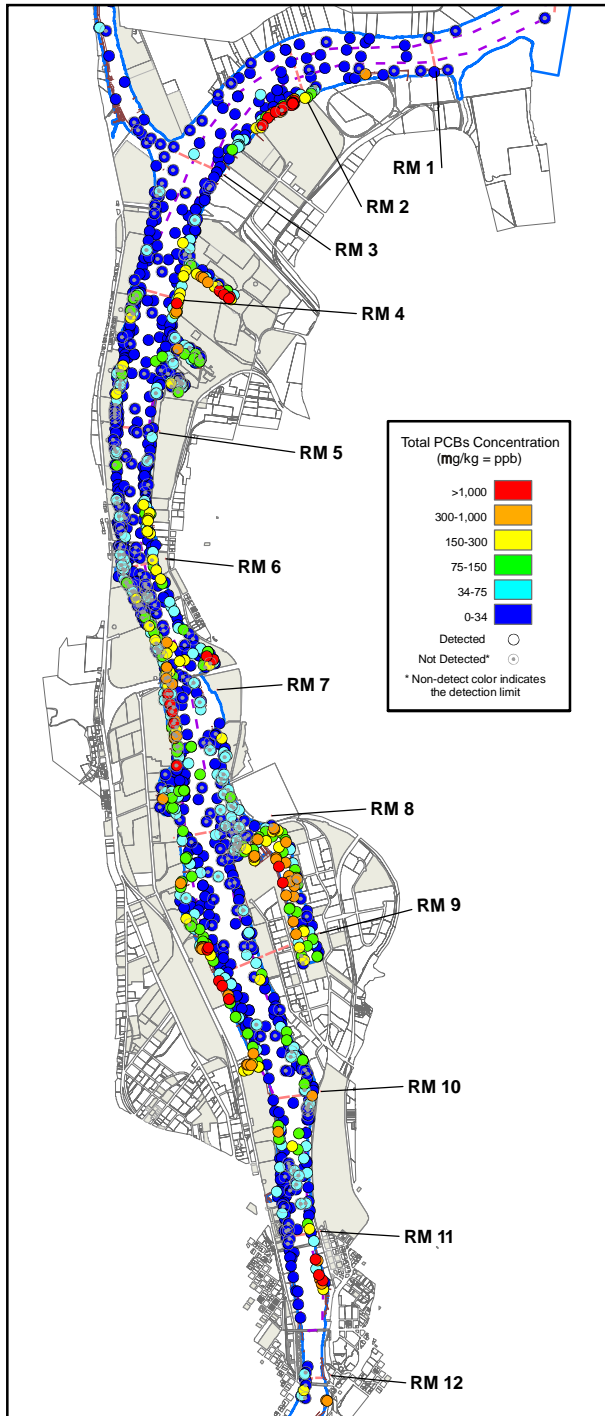 RM 1
RM 2
RM 3
RM 4
RM 5
Total PCBs Concentration
(mg/kg = ppb)
>1,000
300-1,000
150-300
75-150
34-75
0-34
Detected
Not Detected*
* Non-detect color indicates
the detection limit
RM 6
RM 7
RM 8
RM 9
RM 10
RM 11
RM 12